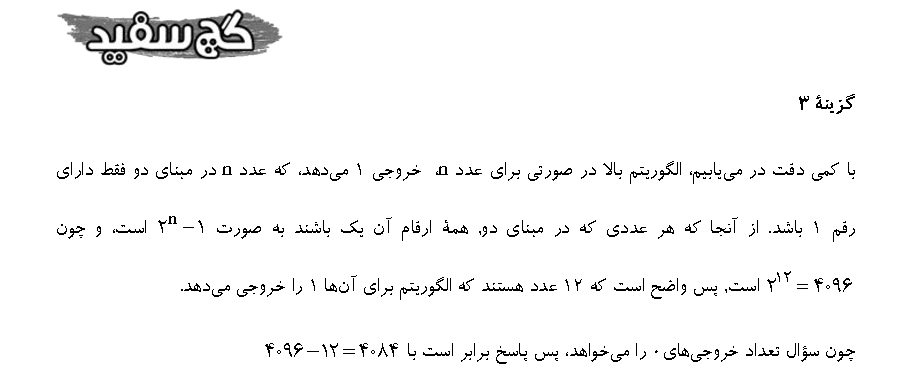 گچ سفید
گزینهٔ ۳
با کمی دقت در می‌یابیم، الگوریتم بالا در صورتی برای عدد n، خروجی ۱ می‌دهد، که عدد n در مبنای دو فقط دارای
رقم ۱ باشد. از آنجا که هر عددی که در مبنای دو، همهٔ ارقام آن یک باشند به صورت ۲ⁿ − ۱ است، و چون
۲¹² = ۴۰۹۶ است، پس واضح است که ۱۲ عدد هستند که الگوریتم برای آن‌ها ۱ را خروجی می‌دهد.
چون سؤال تعداد خروجی‌های ۰ را می‌خواهد، پس پاسخ برابر است با ۴۰۹۶−۱۲=۴۰۸۴